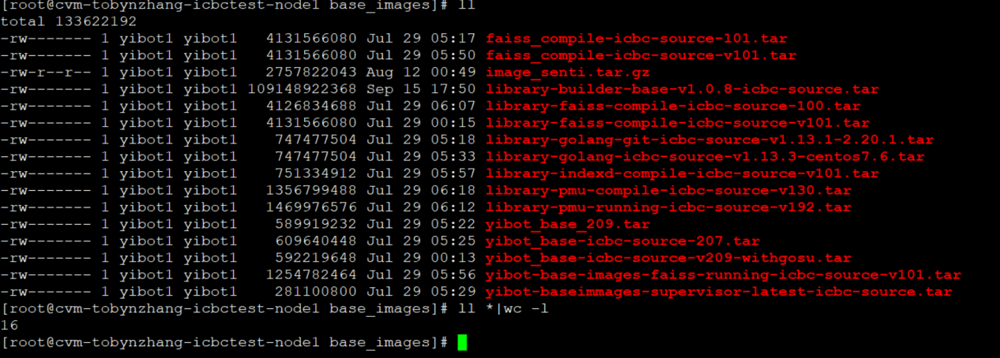 [root@cvm-tobynzhang-icbctest-node1 base_images]# ll
total 133622192
-rw------- 1 yibot1 yibot1   4131566080 Jul 29 05:17 faiss_compile-icbc-source-101.tar
-rw------- 1 yibot1 yibot1   4131566080 Jul 29 05:50 faiss_compile-icbc-source-v101.tar
-rw-r--r-- 1 yibot1 yibot1   2757822043 Aug 12 00:49 image_senti.tar.gz
-rw------- 1 yibot1 yibot1 109148922368 Sep 15 17:50 library-builder-base-v1.0.8-icbc-source.tar
-rw------- 1 yibot1 yibot1   4126834688 Jul 29 06:07 library-faiss-compile-icbc-source-100.tar
-rw------- 1 yibot1 yibot1   4131566080 Jul 29 00:15 library-faiss-compile-icbc-source-v101.tar
-rw------- 1 yibot1 yibot1    747477504 Jul 29 05:18 library-golang-git-icbc-source-v1.13.1-2.20.1.tar
-rw------- 1 yibot1 yibot1    747477504 Jul 29 05:33 library-golang-icbc-source-v1.13.3-centos7.6.tar
-rw------- 1 yibot1 yibot1    751334912 Jul 29 05:57 library-indexd-compile-icbc-source-v101.tar
-rw------- 1 yibot1 yibot1   1356799488 Jul 29 06:18 library-pmu-compile-icbc-source-v130.tar
-rw------- 1 yibot1 yibot1   1469976576 Jul 29 06:12 library-pmu-running-icbc-source-v192.tar
-rw------- 1 yibot1 yibot1    589919232 Jul 29 05:22 yibot_base_209.tar
-rw------- 1 yibot1 yibot1    609640448 Jul 29 05:25 yibot_base-icbc-source-207.tar
-rw------- 1 yibot1 yibot1    592219648 Jul 29 00:13 yibot_base-icbc-source-v209-withgosu.tar
-rw------- 1 yibot1 yibot1   1254782464 Jul 29 05:56 yibot-base-images-faiss-running-icbc-source-v101.tar
-rw------- 1 yibot1 yibot1    281100800 Jul 29 05:29 yibot-baseimmages-supervisor-latest-icbc-source.tar
[root@cvm-tobynzhang-icbctest-node1 base_images]# ll *|wc -l
16
[root@cvm-tobynzhang-icbctest-node1 base_images]#